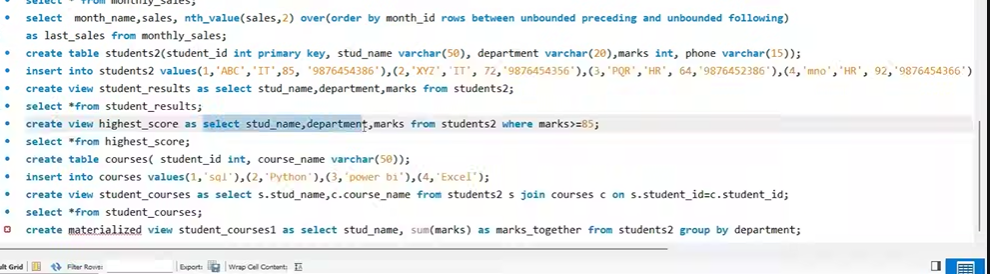 select * from monthly_sales;
select month_name,sales, nth_value(sales,2) over(order by month_id rows between unbounded preceding and unbounded following)
as last_sales from monthly_sales;
create table students2(student_id int primary key, stud_name varchar(50), department varchar(20),marks int, phone varchar(15));
insert into students2 values(1,'ABC','IT',85, '9876454386'),(2,'XYZ','IT', 72,'9876454356'),(3,'PQR','HR', 64,'9876452386'),(4,'mno','HR', 92,'9876454366')
create view student_results as select stud_name,department,marks from students2;
select *from student_results;
create view highest_score as select stud_name,department,marks from students2 where marks>=85;
select *from highest_score;
create table courses( student_id int, course_name varchar(50));
insert into courses values(1,'sql'),(2,'Python'),(3,'power bi'),(4,'Excel');
create view student_courses as select s.stud_name,c.course_name from students2 s join courses c on s.student_id=c.student_id;
select *from student_courses;
create materialized view student_courses1 as select stud_name, sum(marks) as marks_together from students2 group by department;
ult Grid Filter Rows: Export: Wrap Cell Content: